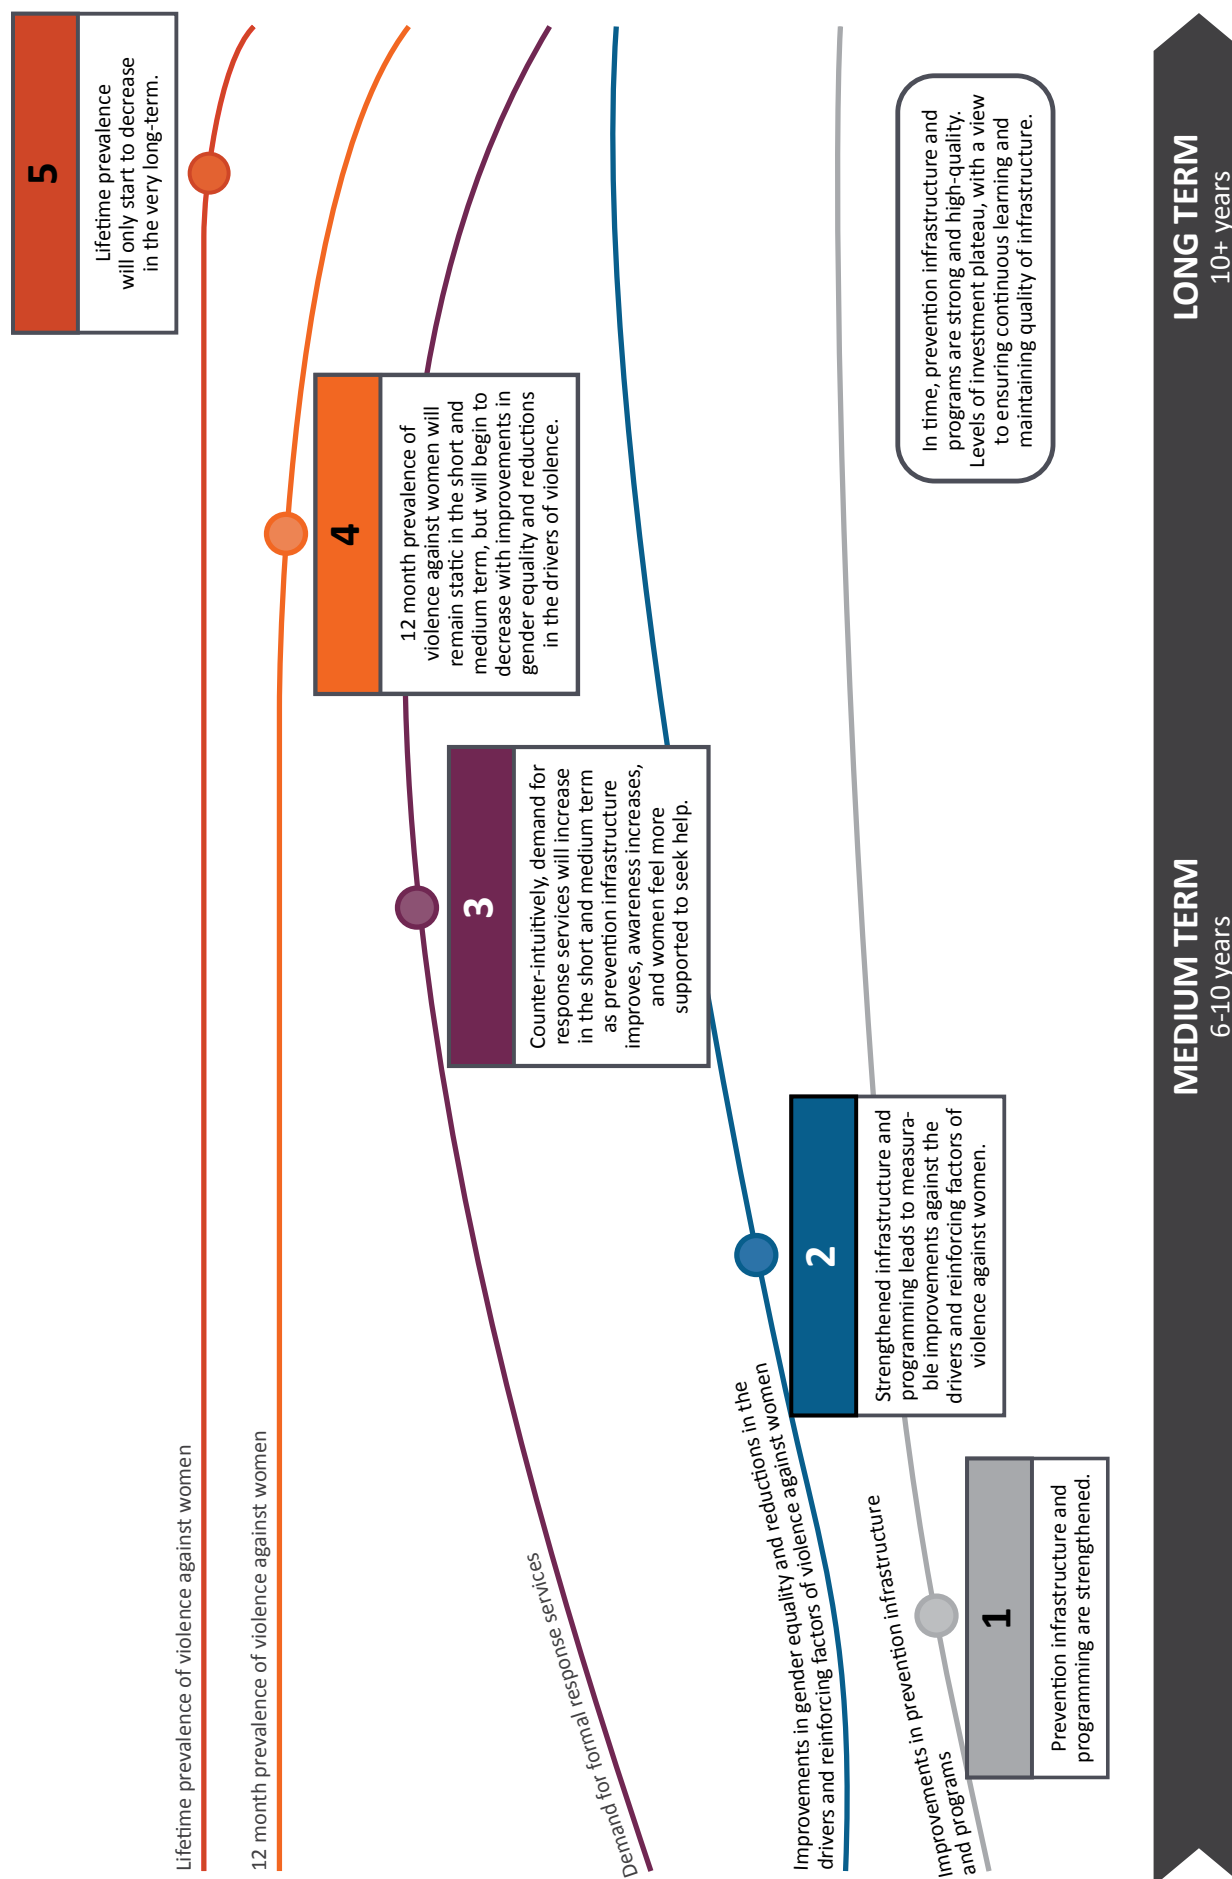 5
Lifetime prevalence
will only start to decrease
in the very long-term.
Lifetime prevalence of violence against women
12 month prevalence of violence against women
4
12 month prevalence of
violence against women will
remain static in the short and
medium term, but will begin to
decrease with improvements in
gender equality and reductions
in the drivers of violence.
Demand for formal response services
3
Counter-intuitively, demand for
response services will increase
in the short and medium term
as prevention infrastructure
improves, awareness increases,
and women feel more
supported to seek help.
Improvements in gender equality and reductions in the
drivers and reinforcing factors of violence against women
2
Strengthened infrastructure and
programming leads to measura-
ble improvements against the
drivers and reinforcing factors of
violence against women.
Improvements in prevention infrastructure
and programs
1
Prevention infrastructure and
programming are strengthened.
In time, prevention infrastructure and
programs are strong and high-quality.
Levels of investment plateau, with a view
to ensuring continuous learning and
maintaining quality of infrastructure.
MEDIUM TERM
6-10 years
LONG TERM
10+ years